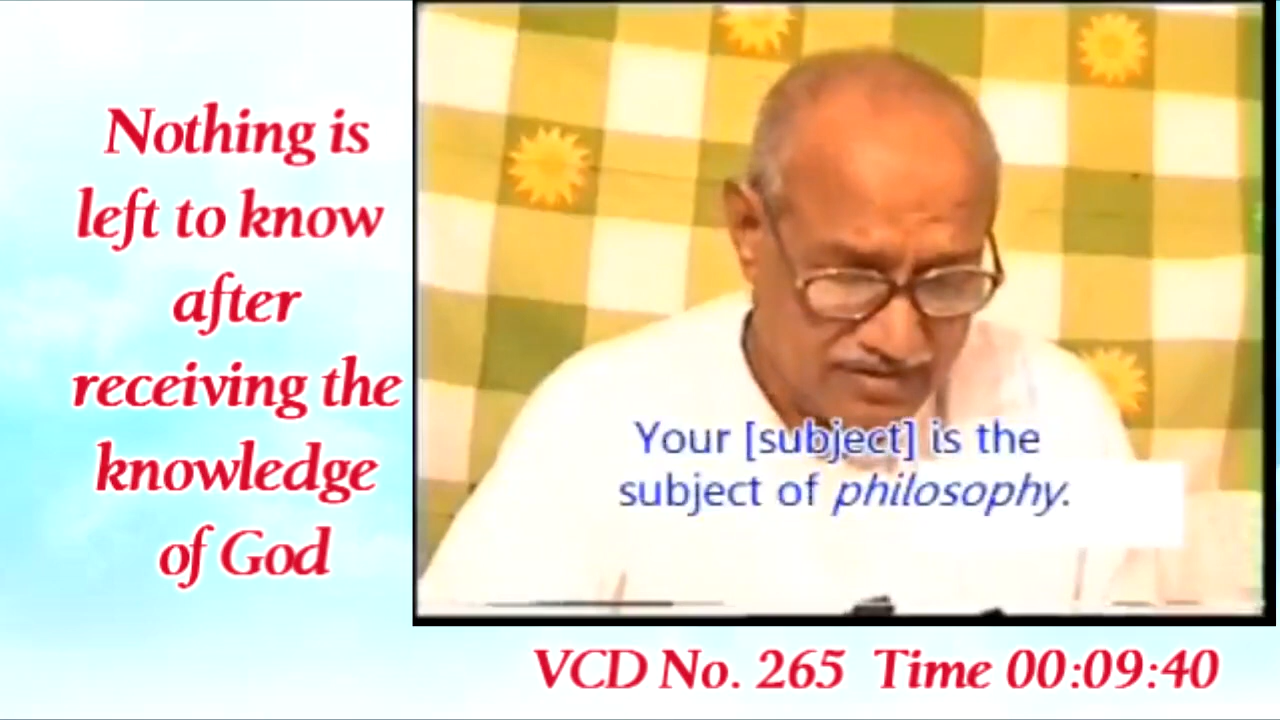 Nothing is
left to know
after
receiving the
knowledge
of God
Your [subject] is the
subject of philosophy.
VCD No. 265 Time 00:09:40